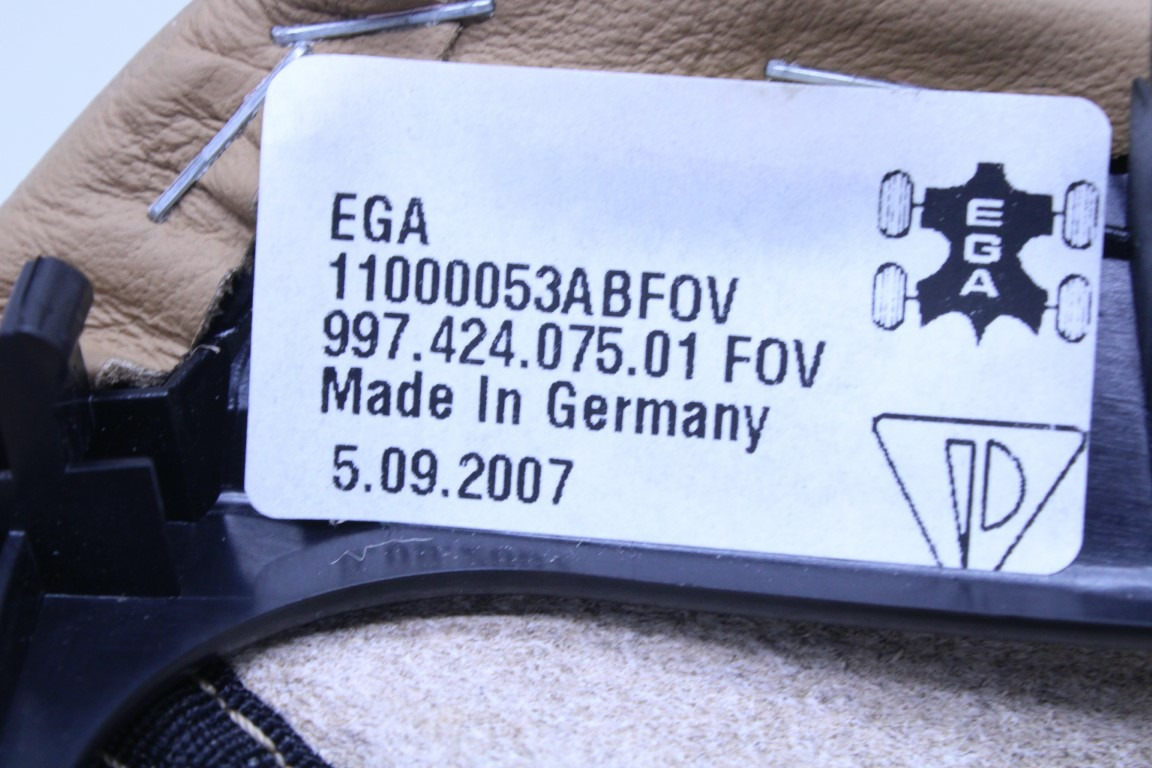 EGA
11000053ABFOV
997.424.075.01 FOV
Made In Germany
5.09.2007
EGA